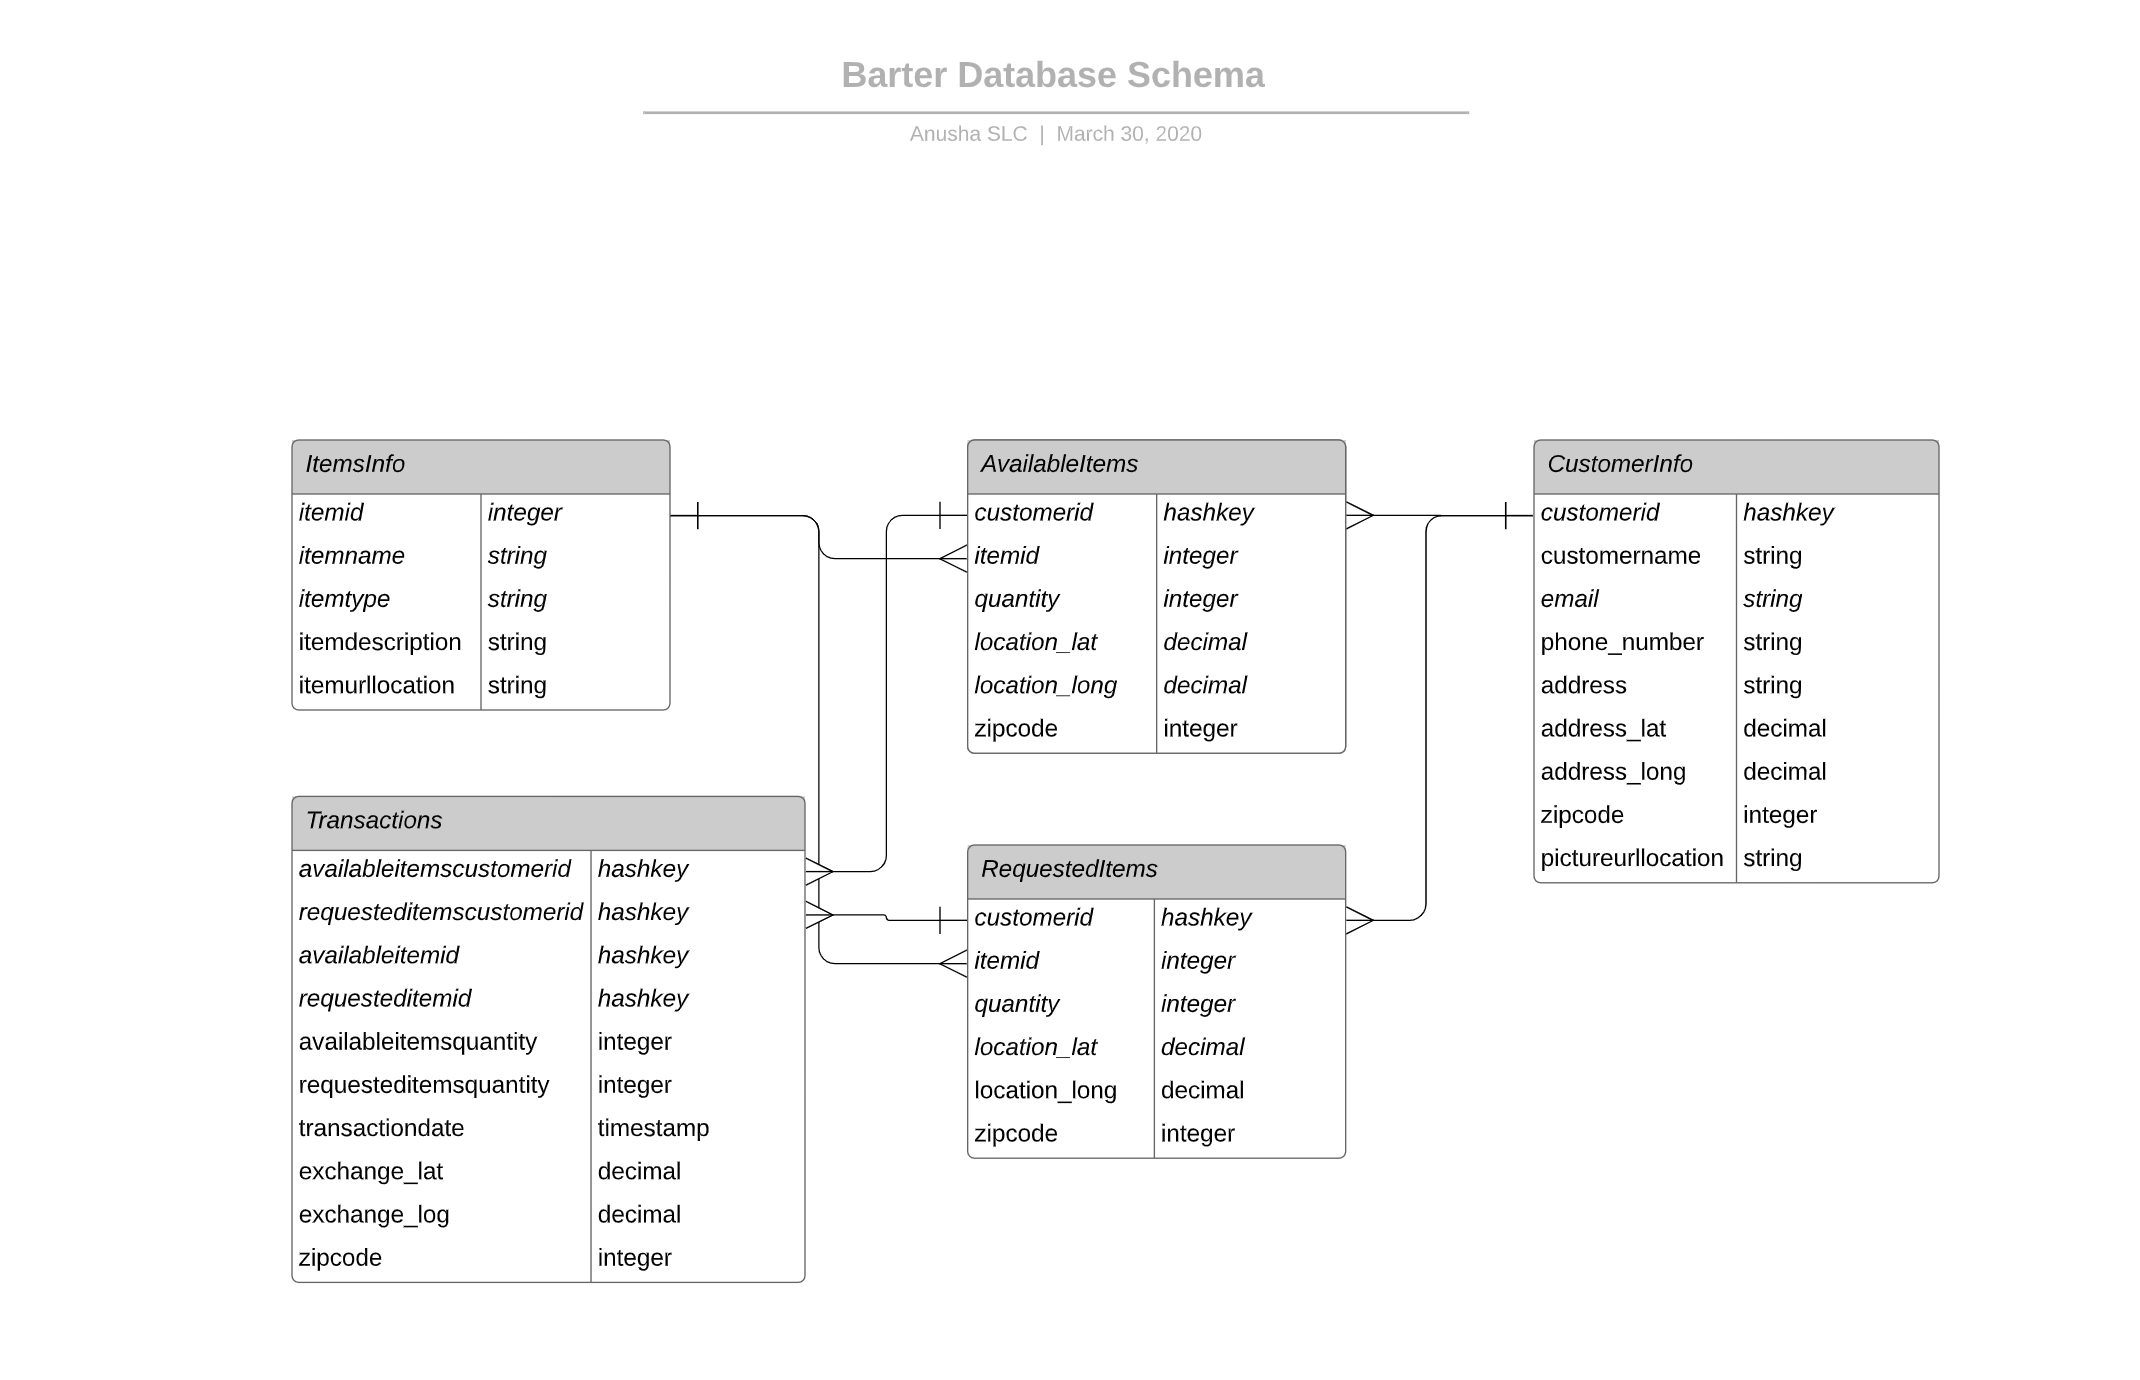 Barter Database Schema
Anusha SLC | March 30, 2020
ItemsInfo
itemid integer
itemname string
itemtype string
itemdescription string
itemurllocation string
AvailableItems
customerid hashkey
itemid integer
quantity integer
location_lat decimal
location_long decimal
zipcode integer
CustomerInfo
customerid hashkey
customername string
email string
phone_number string
address string
address_lat decimal
address_long decimal
zipcode integer
pictureurllocation string
Transactions
availableitemscustomerid hashkey
requesteditemscustomerid hashkey
availableitemid hashkey
requesteditemid hashkey
availableitemsquantity integer
requesteditemsquantity integer
transactiondate timestamp
exchange_lat decimal
exchange_log decimal
zipcode integer
RequestedItems
customerid hashkey
itemid integer
quantity integer
location_lat decimal
location_long decimal
zipcode integer